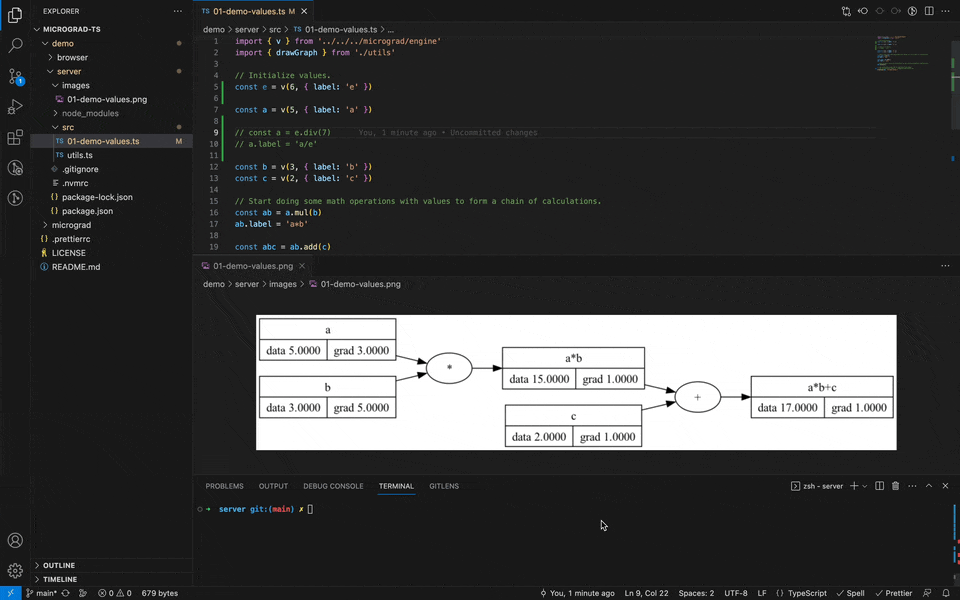 EXPLORER
MICROGRAD-TS
demo
browser
server
images
01-demo-values.png
node_modules
src
TS 01-demo-values.ts M
TS utils.ts
.gitignore
.nvmrc
{} package-lock.json
{} package.json
micrograd
{} .prettierrc
LICENSE
README.md
OUTLINE
TIMELINE
1
TS 01-demo-values.ts M
demo > server > src > TS 01-demo-values.ts > ...
1 import { v } from '../../../micrograd/engine'
2 import { drawGraph } from './utils'
3
4 // Initialize values.
5 const e = v(6, { label: 'e' })
6
7 const a = v(5, { label: 'a' })
8
9 // const a = e.div(7) You, 1 minute ago • Uncommitted changes
10 // a.label = 'a/e'
11
12 const b = v(3, { label: 'b' })
13 const c = v(2, { label: 'c' })
14
15 // Start doing some math operations with values to form a chain of calculations.
16 const ab = a.mul(b)
17 ab.label = 'a*b'
18
19 const abc = ab.add(c)
01-demo-values.png
demo > server > images > 01-demo-values.png
a
data 5.0000 grad 3.0000
b
data 3.0000 grad 5.0000
*
a*b
data 15.0000 grad 1.0000
c
data 2.0000 grad 1.0000
+
a*b+c
data 17.0000 grad 1.0000
PROBLEMS OUTPUT DEBUG CONSOLE TERMINAL GITLENS
zsh - server
server git:(main) ✗
main* 0 0 679 bytes
You, 1 minute ago Ln 9, Col 22 Spaces: 2 UTF-8 LF {} TypeScript Spell Prettier